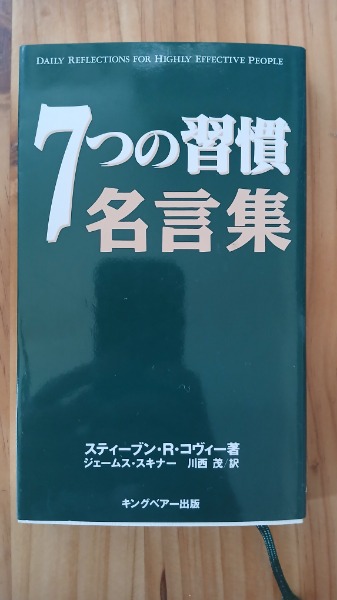 DAILY REFLECTIONS FOR HIGHLY EFFECTIVE PEOPLE
7つの習慣
名言集
スティーブン・R・コヴィー著
ジェームス・スキナー 川西 茂/訳
キングベアー出版